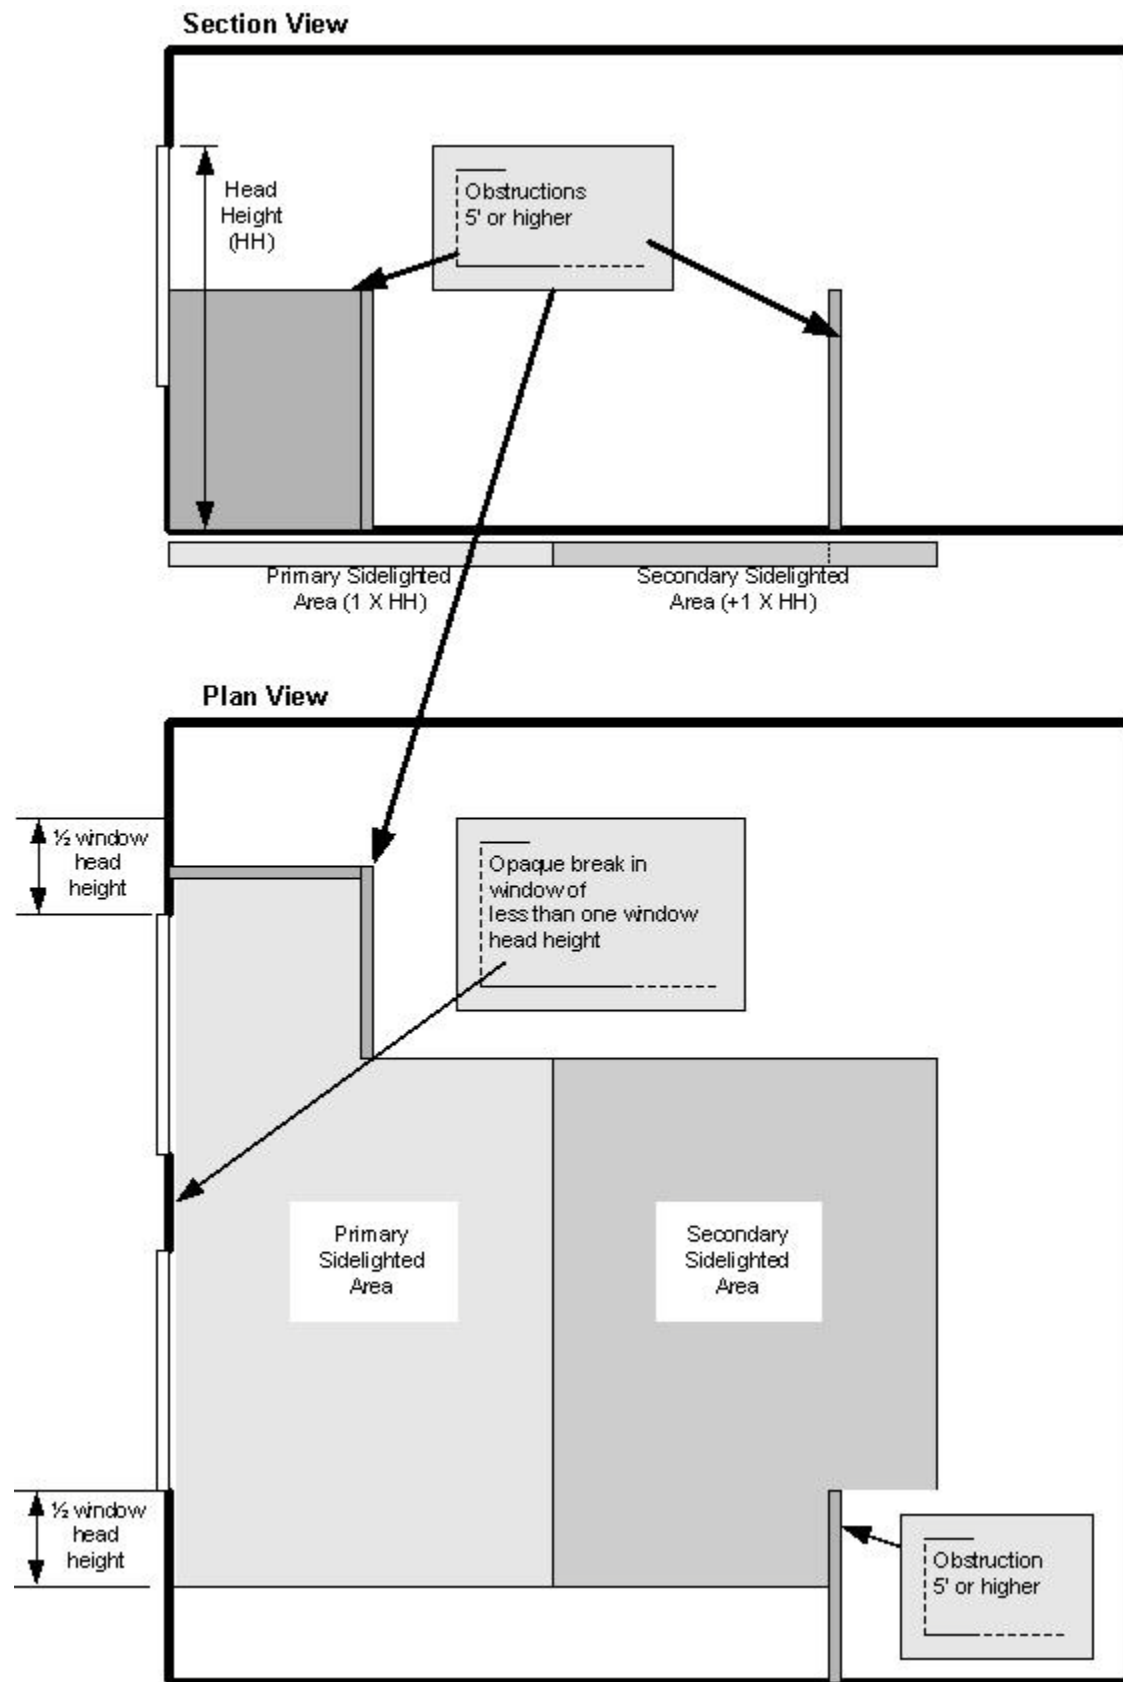 Section View
Head
Height
(HH)
Obstructions
5' or higher
Primary Sidelighted
Area (1 X HH)
Secondary Sidelighted
Area (+1 X HH)
Plan View
½ window
head
height
Opaque break in
window of
less than one window
head height
Primary
Sidelighted
Area
Secondary
Sidelighted
Area
½ window
head
height
Obstruction
5' or higher